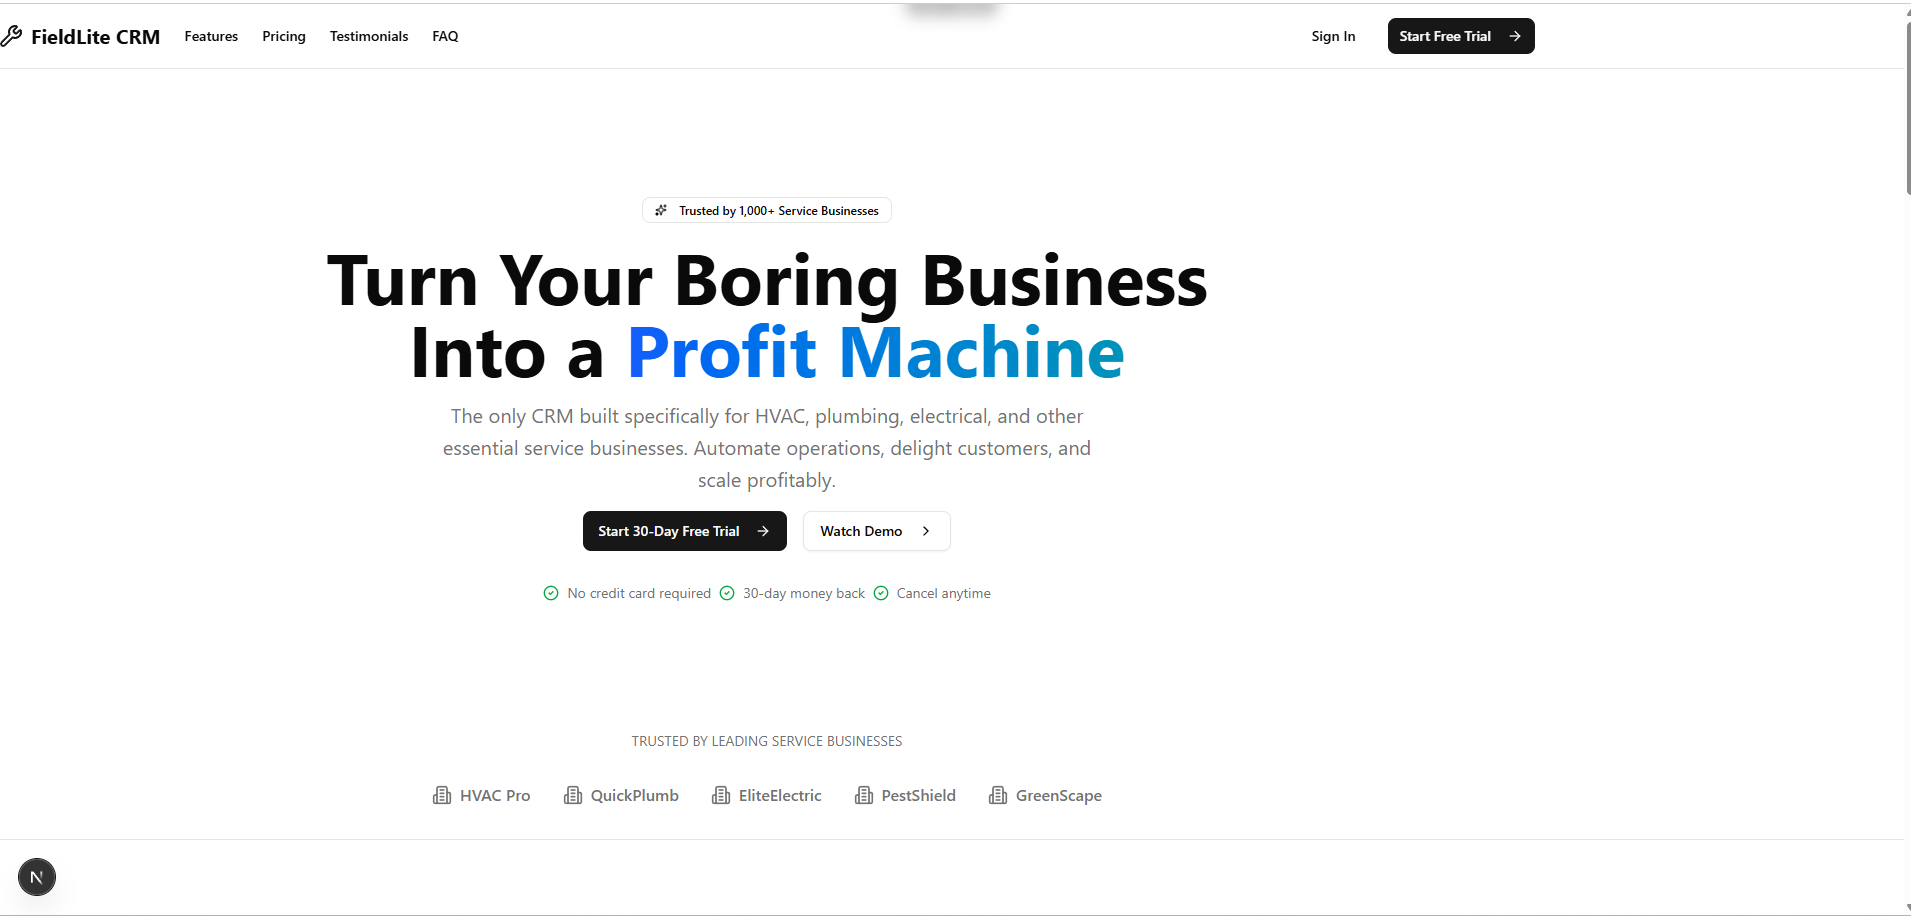 FieldLite CRM Features Pricing Testimonials FAQ Sign In Start Free Trial
Trusted by 1,000+ Service Businesses
Turn Your Boring Business
Into a Profit Machine
The only CRM built specifically for HVAC, plumbing, electrical, and other
essential service businesses. Automate operations, delight customers, and
scale profitably.
Start 30-Day Free Trial Watch Demo
No credit card required 30-day money back Cancel anytime
TRUSTED BY LEADING SERVICE BUSINESSES
HVAC Pro QuickPlumb EliteElectric PestShield GreenScape
N